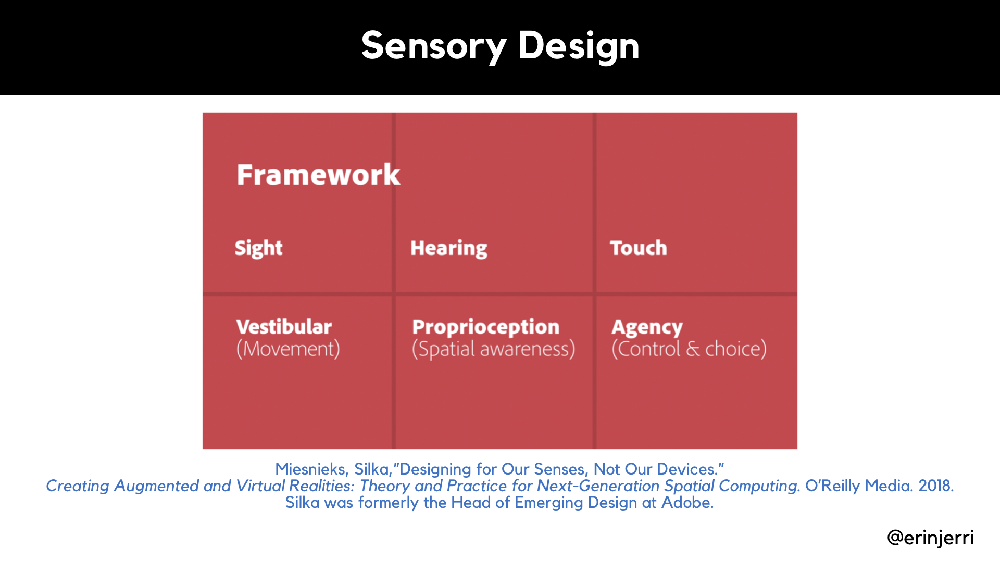 Sensory Design
Framework
Sight
Hearing
Touch
Vestibular
(Movement)
Proprioception
(Spatial awareness)
Agency
(Control & choice)
Miesnieks, Silka,"Designing for Our Senses, Not Our Devices."
Creating Augmented and Virtual Realities: Theory and Practice for Next-Generation Spatial Computing. O'Reilly Media. 2018.
Silka was formerly the Head of Emerging Design at Adobe.
@erinjerri